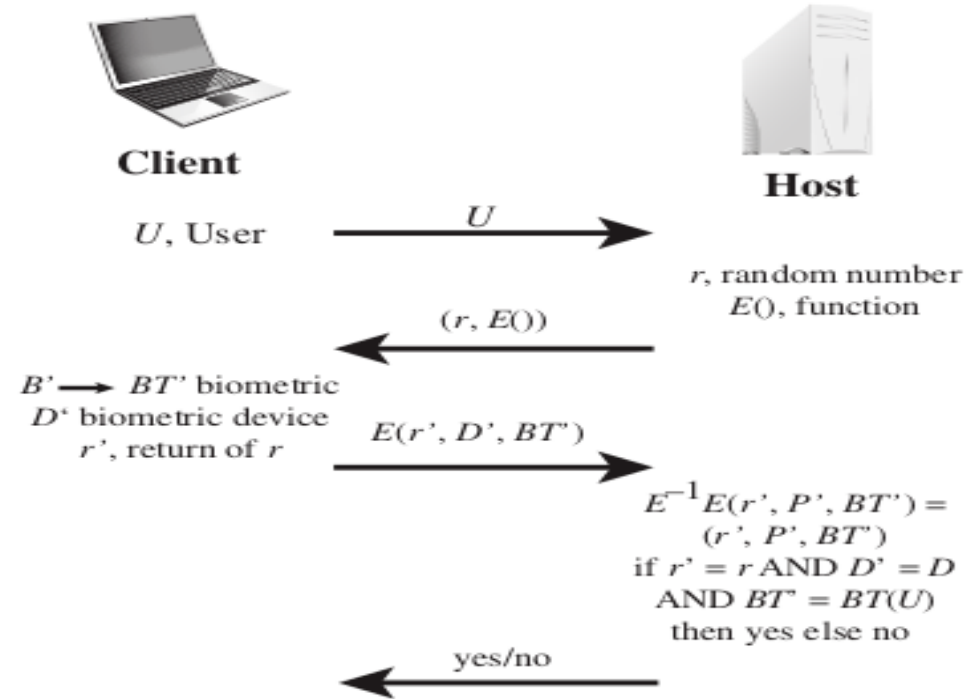 Client
Host
U, User
U
r, random number
E(), function
(r, E())
B’ → BT’ biometric
D‘ biometric device
r’, return of r
E(r’, D’, BT’)
E⁻¹E(r’, P’, BT’) =
(r’, P’, BT’)
if r’ = r AND D’ = D
AND BT’ = BT(U)
then yes else no
yes/no